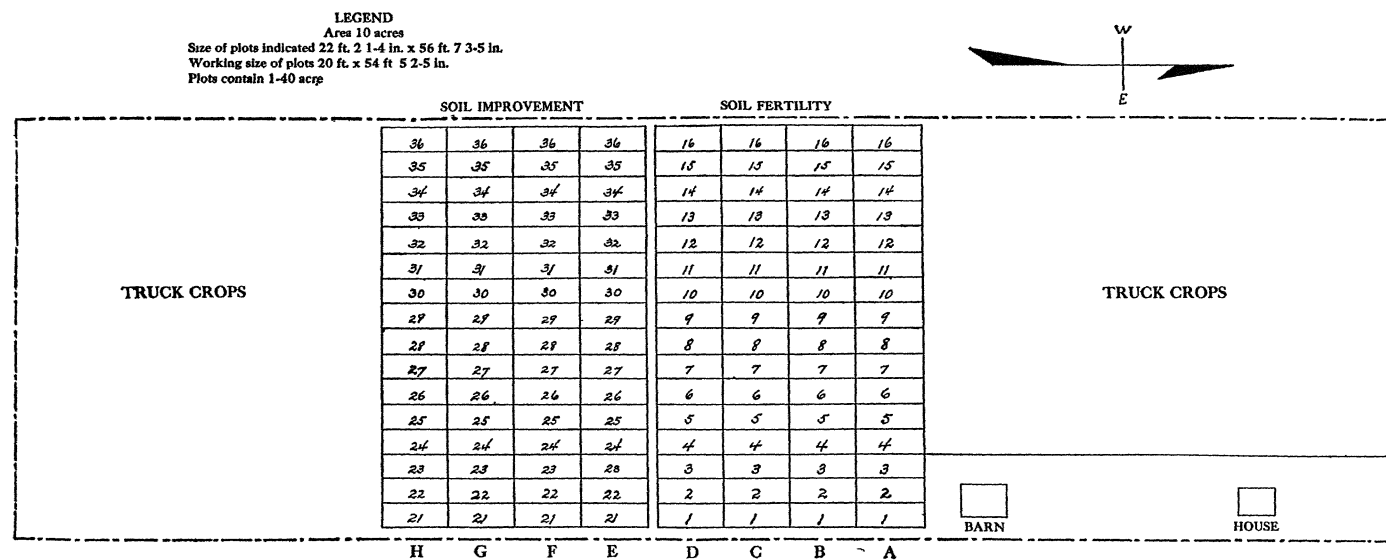 LEGEND
Area 10 acres
Size of plots indicated 22 ft. 2 1-4 in. x 56 ft. 7 3-5 in.
Working size of plots 20 ft. x 54 ft 5 2-5 in.
Plots contain 1-40 acre
W
E
SOIL IMPROVEMENT SOIL FERTILITY
36 36 36 36 16 16 16 16
35 35 35 35 15 15 15 15
34 34 34 34 14 14 14 14
33 33 33 33 13 13 13 13
32 32 32 32 12 12 12 12
31 31 31 31 11 11 11 11
TRUCK CROPS 30 30 30 30 10 10 10 10 TRUCK CROPS
29 29 29 29 9 9 9 9
28 28 28 28 8 8 8 8
27 27 27 27 7 7 7 7
26 26 26 26 6 6 6 6
25 25 25 25 5 5 5 5
24 24 24 24 4 4 4 4
23 23 23 23 3 3 3 3
22 22 22 22 2 2 2 2
21 21 21 21 1 1 1 1
BARN HOUSE
H G F E D C B A